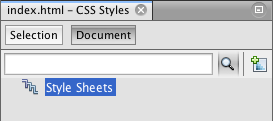 index.html - CSS Styles
Selection Document
Style Sheets